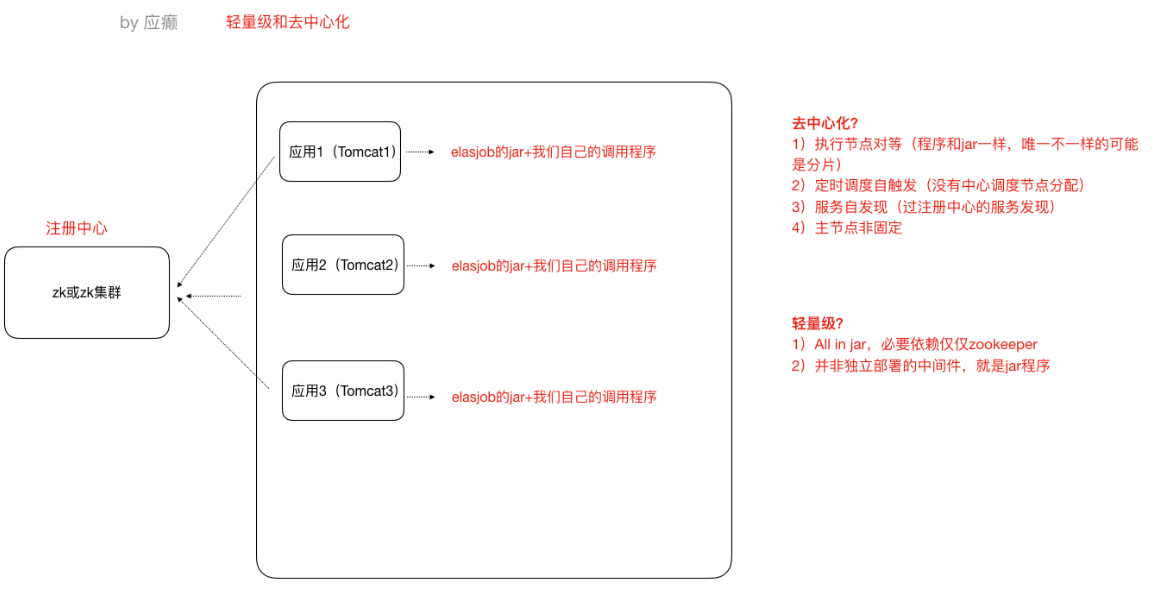 by 应癫
轻量级和去中心化
应用1（Tomcat1）
elasjob的jar+我们自己的调用程序
注册中心
zk或zk集群
应用2（Tomcat2）
elasjob的jar+我们自己的调用程序
应用3（Tomcat3）
elasjob的jar+我们自己的调用程序
去中心化?
1）执行节点对等（程序和jar一样，唯一不一样的可能
是分片）
2）定时调度自触发（没有中心调度节点分配）
3）服务自发现（过注册中心的服务发现）
4）主节点非固定
轻量级?
1）All in jar，必要依赖仅仅zookeeper
2）并非独立部署的中间件，就是jar程序